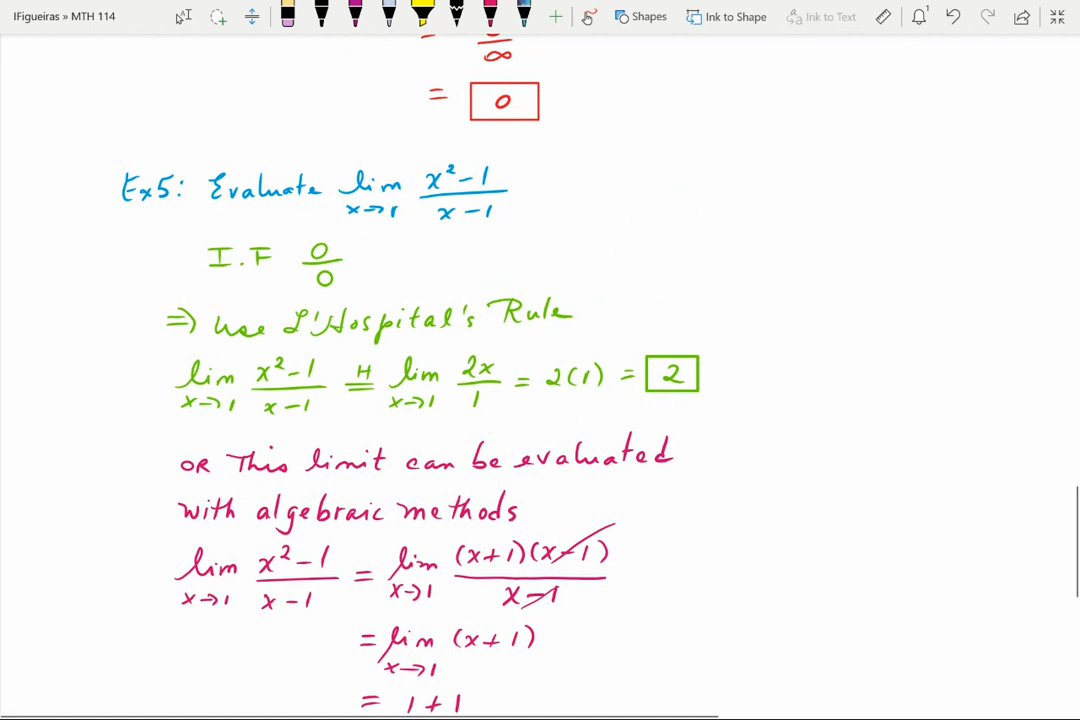 IFigueiras » MTH 114 Shapes Ink to Shape Ink to Text
= 
∞
= 0
Ex5: Evaluate lim x→1 x²-1 / x-1
I.F 0/0
⇒ use L'Hospital's Rule
lim x→1 x²-1 / x-1 =H lim x→1 2x/1 = 2(1) = 2
OR This limit can be evaluated
with algebraic methods
lim x→1 x²-1 / x-1 = lim x→1 (x+1)(x-1) / x-1
= lim x→1 (x+1)
= 1+1